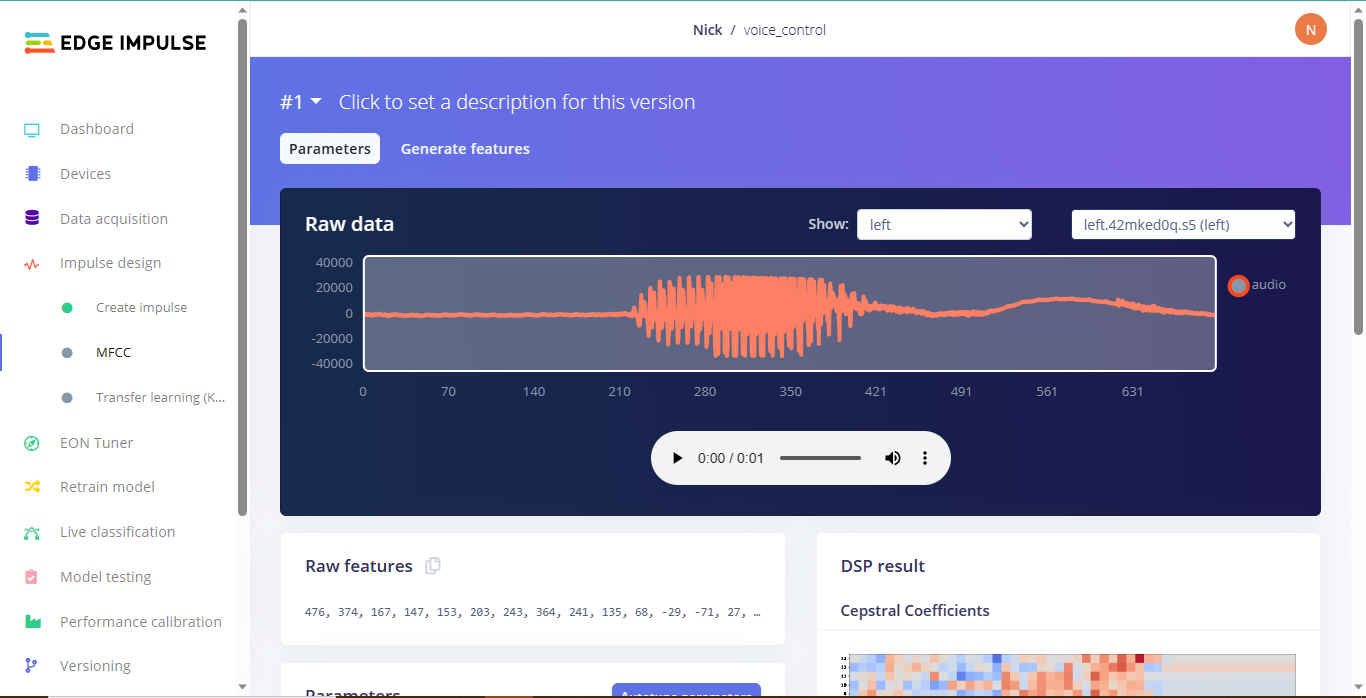 EDGE IMPULSE
Nick / voice_control
N
Dashboard
Devices
Data acquisition
Impulse design
Create impulse
MFCC
Transfer learning (K...
EON Tuner
Retrain model
Live classification
Model testing
Performance calibration
Versioning
#1 Click to set a description for this version
Parameters Generate features
Raw data Show: left left.42mked0q.s5 (left)
40000
20000
0
-20000
-40000
audio
0 70 140 210 280 350 421 491 561 631
0:00 / 0:01
Raw features
476, 374, 167, 147, 153, 203, 243, 364, 241, 135, 68, -29, -71, 27, …
Parameters Autotune parameters
DSP result
Cepstral Coefficients